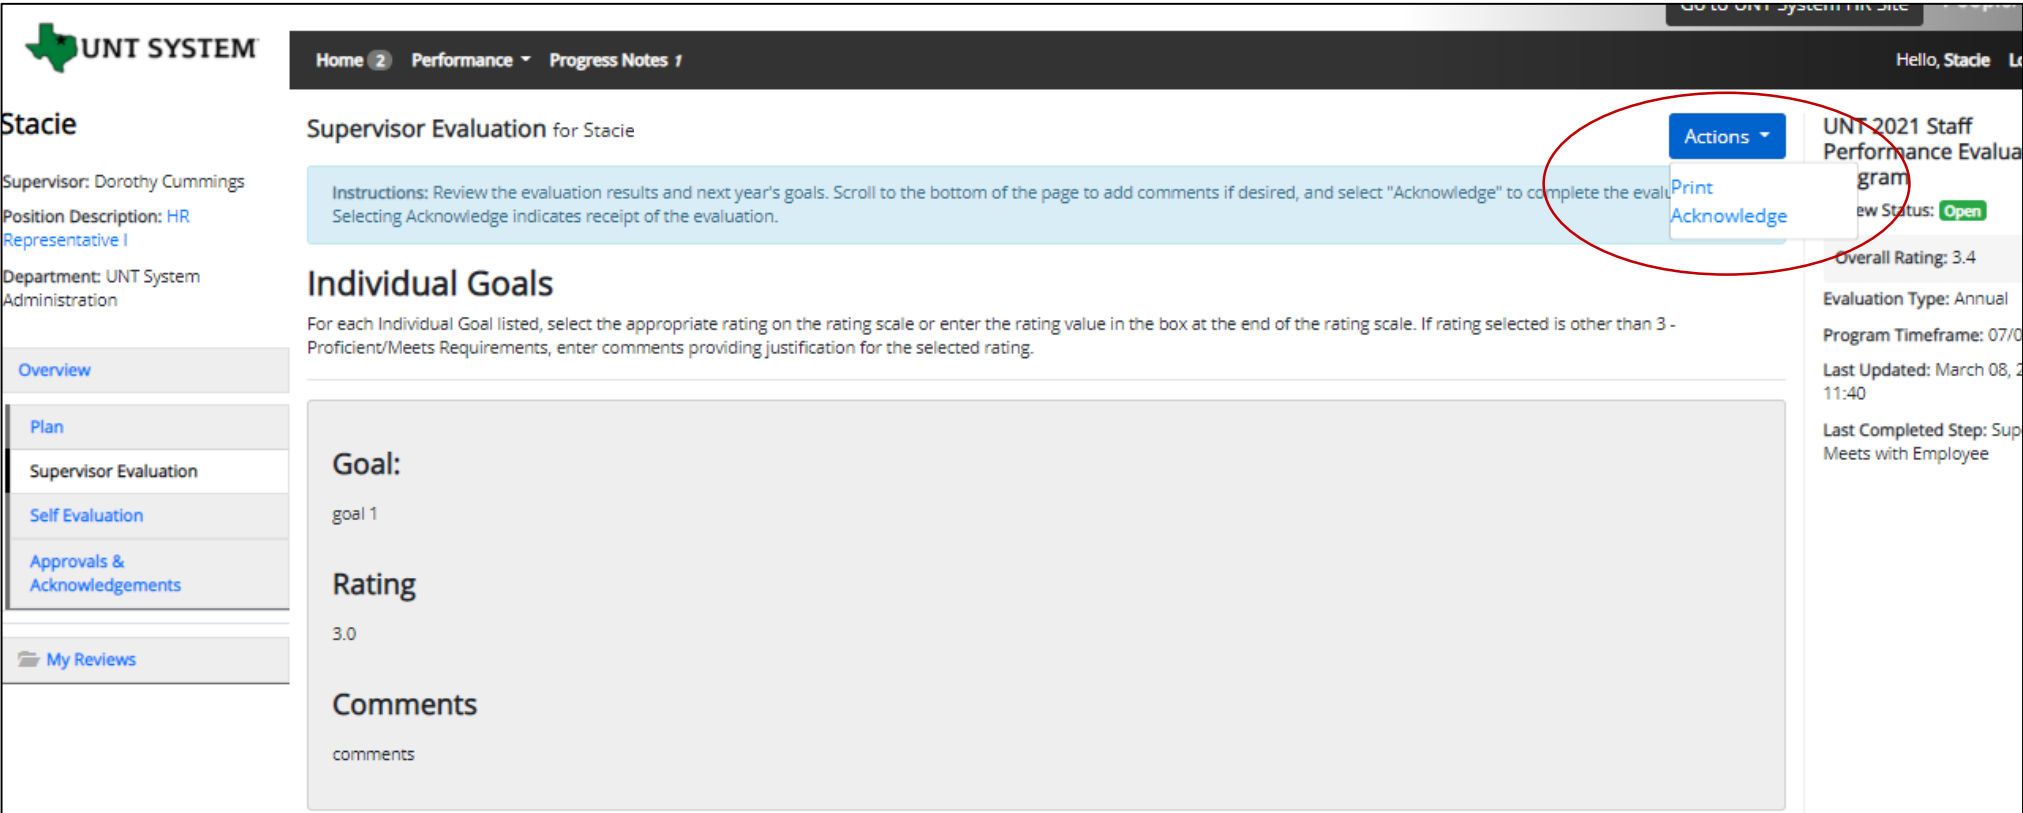 Go to UNT System HR Site
UNT SYSTEM
Home 2 Performance Progress Notes 1
Hello, Stacie
Stacie
Supervisor: Dorothy Cummings
Position Description: HR
Representative I
Department: UNT System
Administration
Overview
Plan
Supervisor Evaluation
Self Evaluation
Approvals &
Acknowledgements
My Reviews
Supervisor Evaluation for Stacie
Actions
Print
Acknowledge
Instructions: Review the evaluation results and next year's goals. Scroll to the bottom of the page to add comments if desired, and select "Acknowledge" to complete the
Selecting Acknowledge indicates receipt of the evaluation.
Individual Goals
For each Individual Goal listed, select the appropriate rating on the rating scale or enter the rating value in the box at the end of the rating scale. If rating selected is other than 3 -
Proficient/Meets Requirements, enter comments providing justification for the selected rating.
Goal:
goal 1
Rating
3.0
Comments
comments
UNT 2021 Staff
Performance
Status: Open
Overall Rating: 3.4
Evaluation Type: Annual
Program Timeframe: 07/0
Last Updated: March 08,
11:40
Last Completed Step:
Meets with Employee